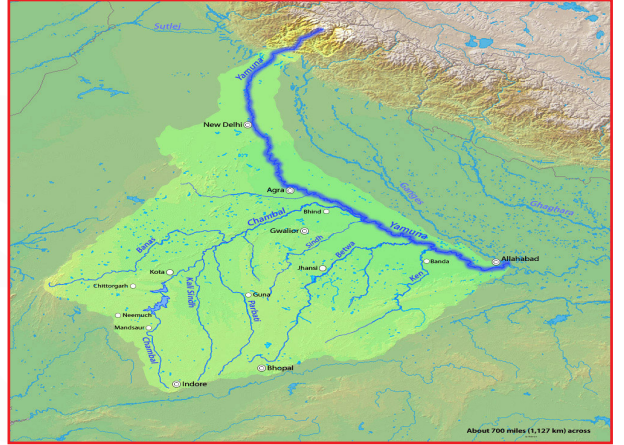 Sutlej
Yamuna
New Delhi
Agra
Ganges
Ghaghara
Chambal
Bhind
Yamuna
Gwalior
Sindh
Banas
Betwa
Allahabad
Banda
Kota
Jhansi
Ken
Chittorgarh
Kali Sindh
Guna
Parbati
Neemuch
Mandsaur
Chambal
Bhopal
Indore
About 700 miles (1,127 km) across